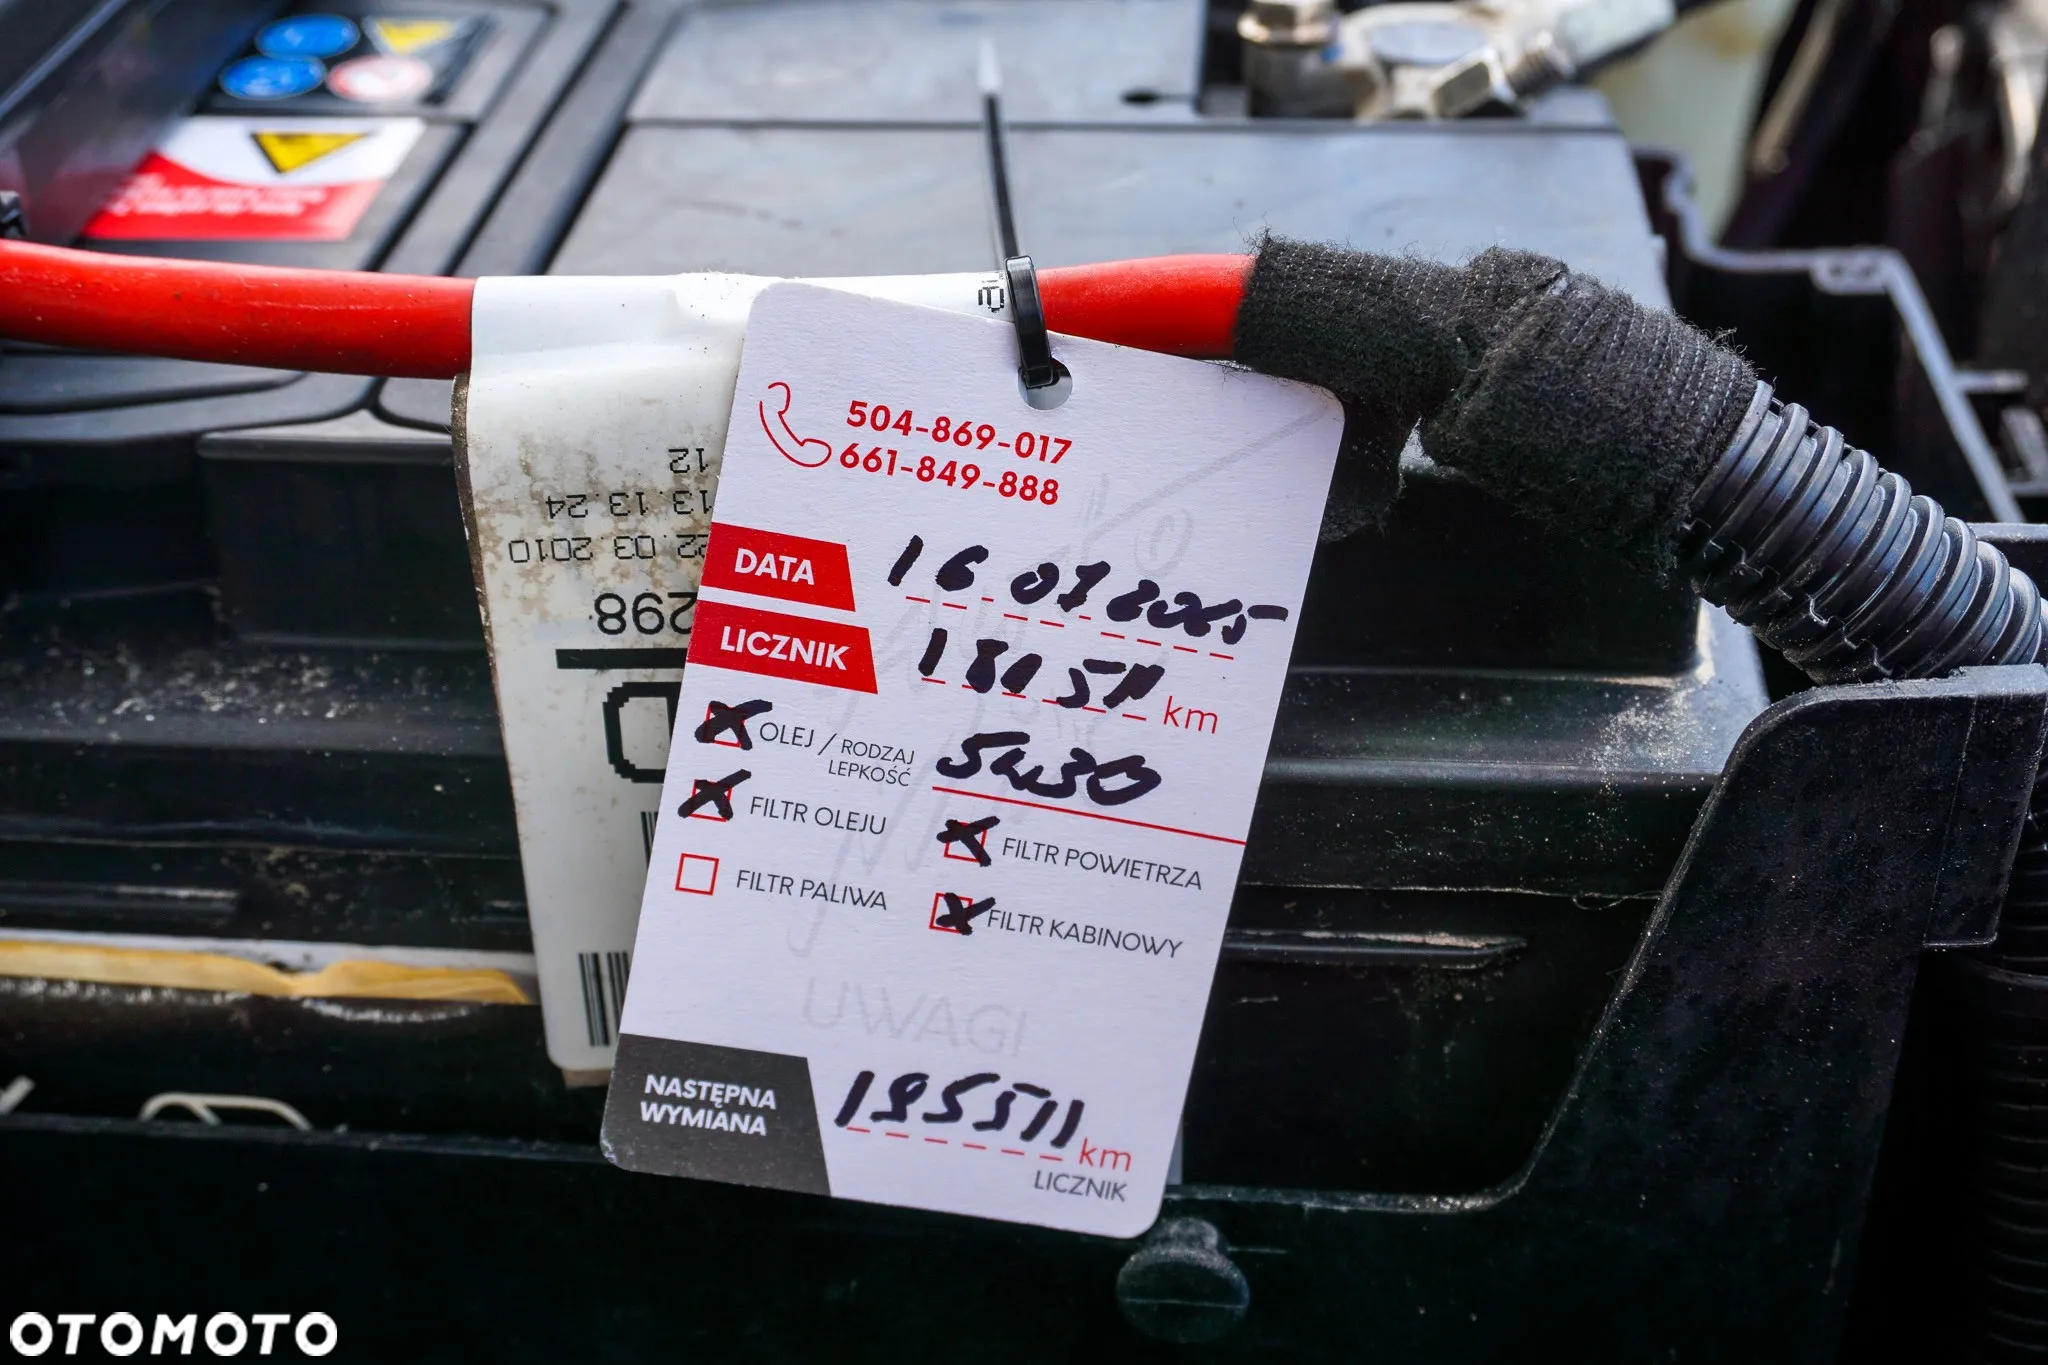 504-869-017
661-849-888
DATA 16 07 2025
LICZNIK km
OLEJ / RODZAJ LEPKOŚĆ 5W30
FILTR OLEJU
FILTR POWIETRZA
FILTR PALIWA
FILTR KABINOWY
UWAGI
NASTĘPNA WYMIANA 195511 km
LICZNIK
12
13.13.24
22.03 2010
298
OTOMOTO